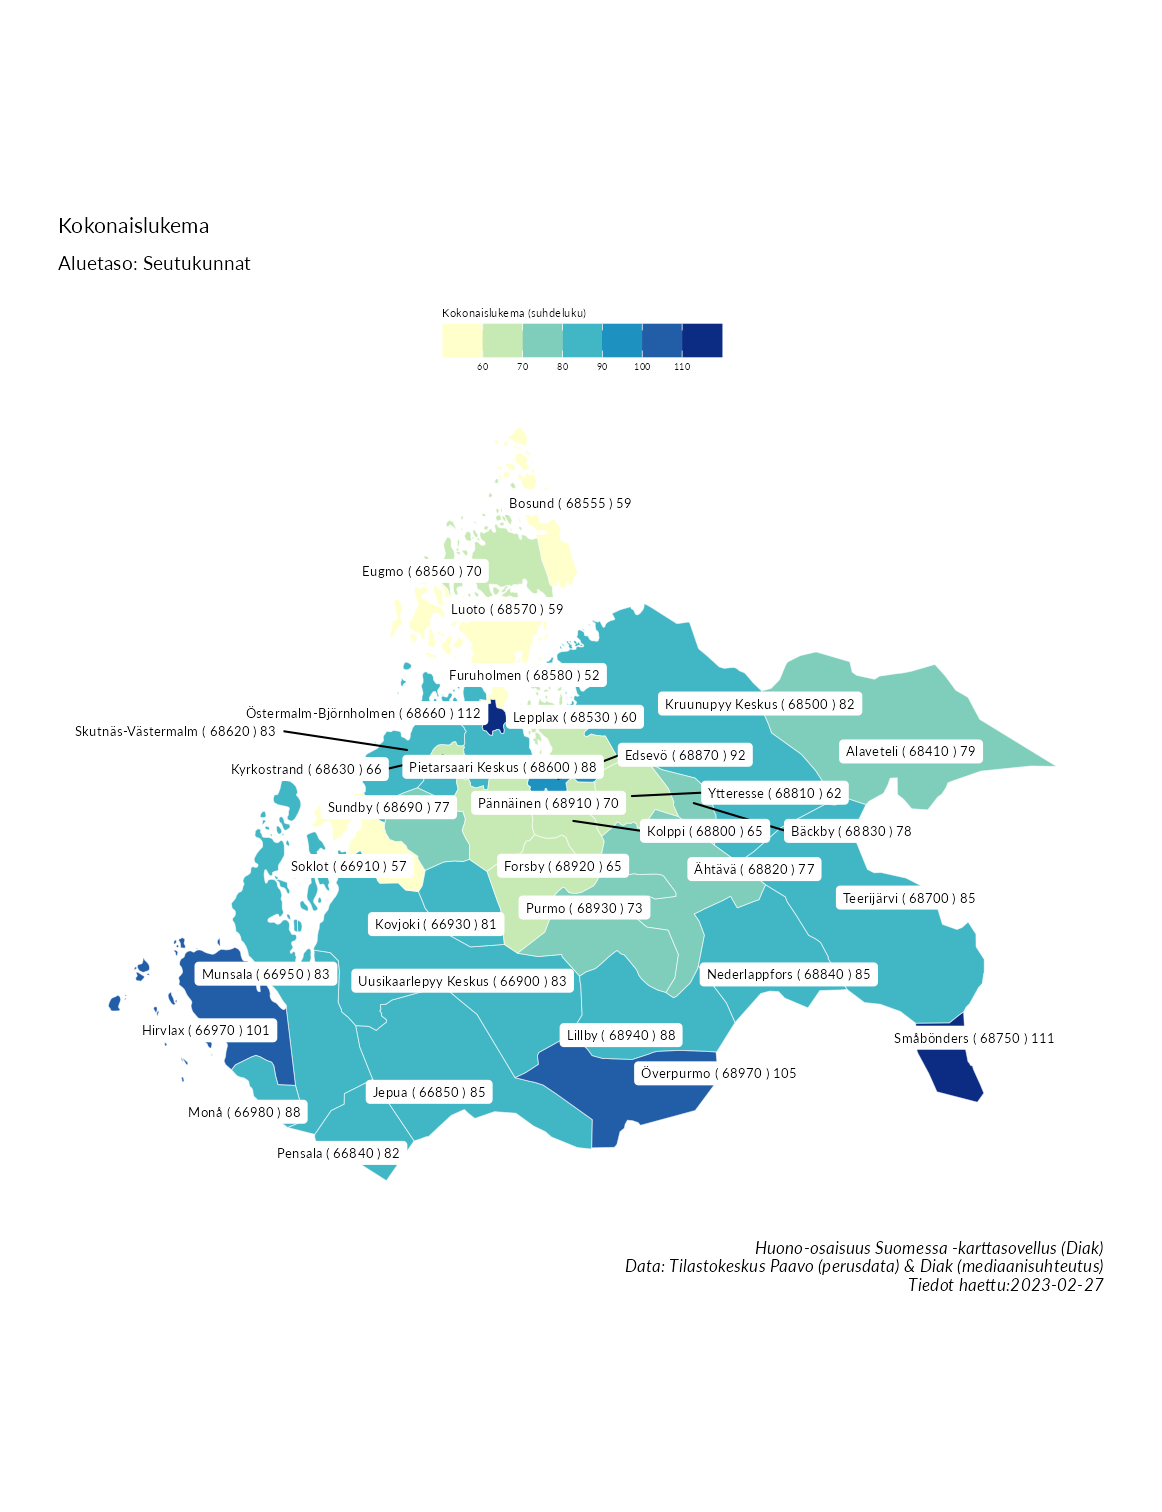 Kokonaislukema
Aluetaso: Seutukunnat
Kokonaislukema (suhdeluku)
60 70 80 90 100 110
Bosund ( 68555 ) 59
Eugmo ( 68560 ) 70
Luoto ( 68570 ) 59
Furuholmen ( 68580 ) 52
Kruunupyy Keskus ( 68500 ) 82
Östermalm-Björnholmen ( 68660 ) 112
Lepplax ( 68530 ) 60
Skutnäs-Västermalm ( 68620 ) 83
Alaveteli ( 68410 ) 79
Edsevö ( 68870 ) 92
Kyrkostrand ( 68630 ) 66
Pietarsaari Keskus ( 68600 ) 88
Ytteresse ( 68810 ) 62
Sundby ( 68690 ) 77
Pännäinen ( 68910 ) 70
Kolppi ( 68800 ) 65
Bäckby ( 68830 ) 78
Soklot ( 66910 ) 57
Forsby ( 68920 ) 65
Ähtävä ( 68820 ) 77
Teerijärvi ( 68700 ) 85
Purmo ( 68930 ) 73
Kovjoki ( 66930 ) 81
Munsala ( 66950 ) 83
Uusikaarlepyy Keskus ( 66900 ) 83
Nederlappfors ( 68840 ) 85
Hirvlax ( 66970 ) 101
Lillby ( 68940 ) 88
Småbönders ( 68750 ) 111
Överpurmo ( 68970 ) 105
Jepua ( 66850 ) 85
Monå ( 66980 ) 88
Pensala ( 66840 ) 82
Huono-osaisuus Suomessa -karttasovellus (Diak)
Data: Tilastokeskus Paavo (perusdata) & Diak (mediaanisuhteutus)
Tiedot haettu:2023-02-27